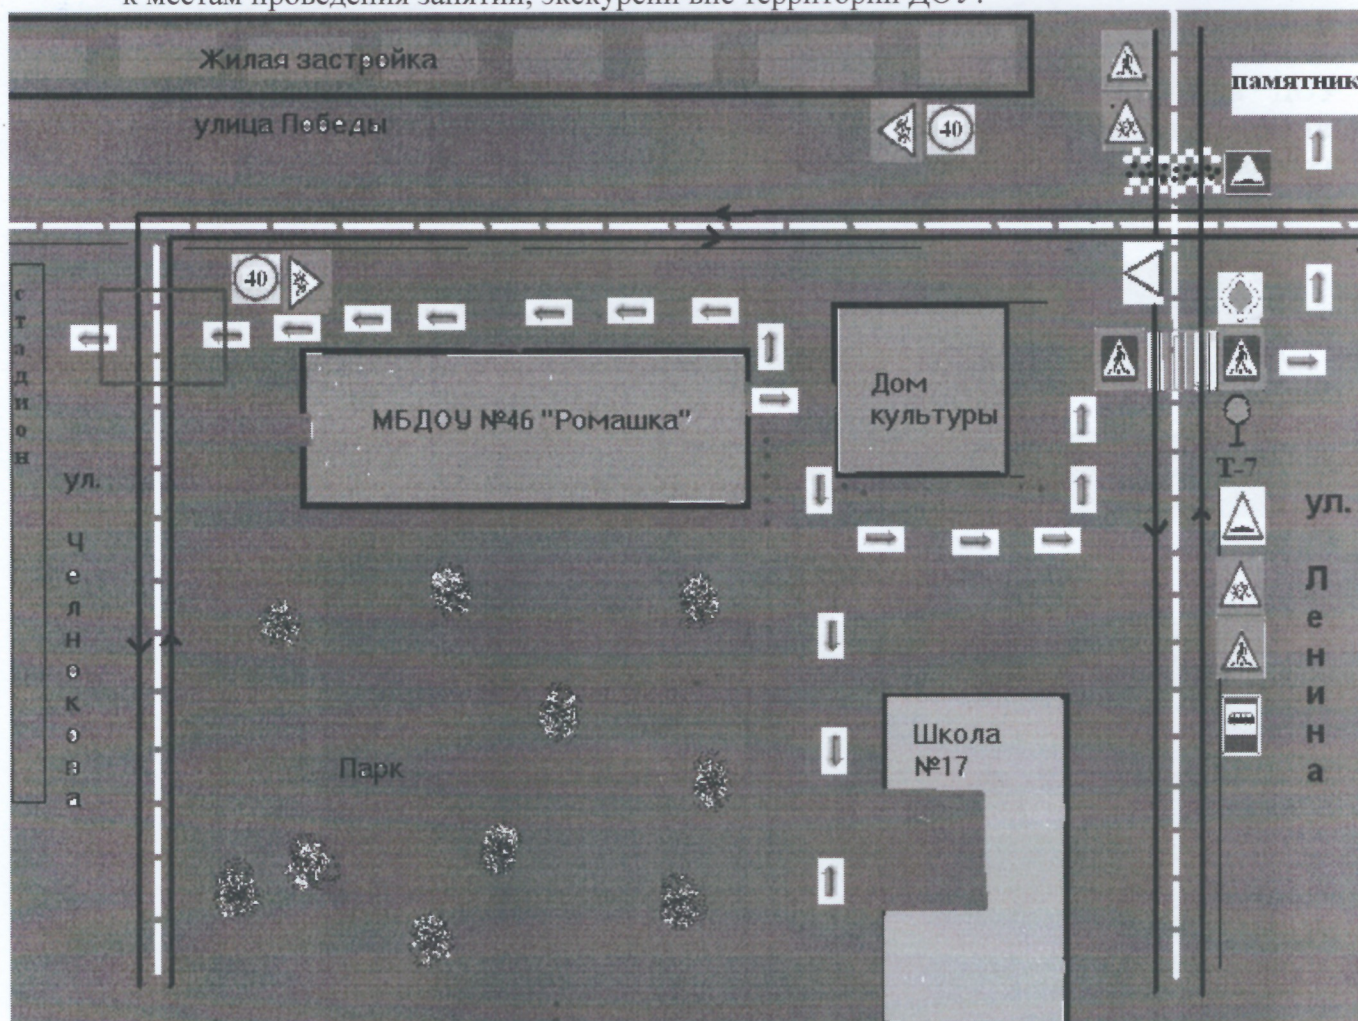 к местам проведения занятий, экскурсий вне территории ДОУ.
Жилая застройка
памятник
улица Победы
40
40
стадион
МБДОУ №46 "Ромашка"
Дом
культуры
Т-7
ул.
Челнокова
ул.
Ленина
Школа
№17
Парк